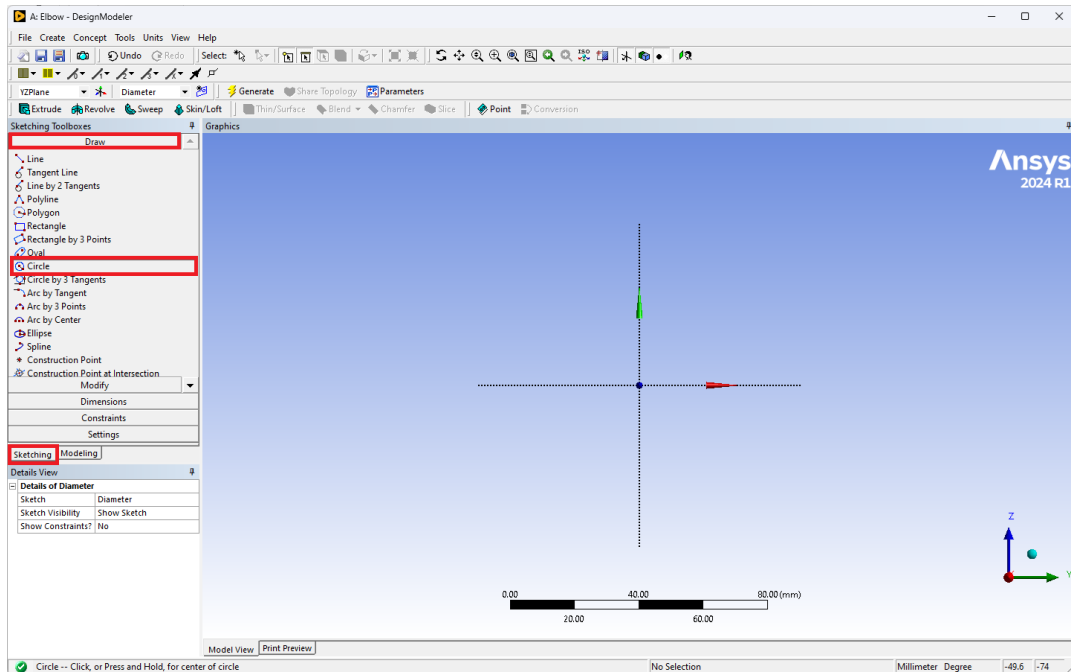 A: Elbow - DesignModeler
File Create Concept Tools Units View Help
Undo Redo Select:
ISO
YZPlane Diameter Generate Share Topology Parameters
Extrude Revolve Sweep Skin/Loft Thin/Surface Blend Chamfer Slice Point Conversion
Sketching Toolboxes
Draw
Line
Tangent Line
Line by 2 Tangents
Polyline
Polygon
Rectangle
Rectangle by 3 Points
Oval
Circle
Circle by 3 Tangents
Arc by Tangent
Arc by 3 Points
Arc by Center
Ellipse
Spline
Construction Point
Construction Point at Intersection
Modify
Dimensions
Constraints
Settings
Sketching Modeling
Details View
Details of Diameter
Sketch Diameter
Sketch Visibility Show Sketch
Show Constraints? No
Graphics
Ansys
2024 R1
Z
Y
0.00 40.00 80.00 (mm)
20.00 60.00
Model View Print Preview
Circle -- Click, or Press and Hold, for center of circle No Selection Millimeter Degree -49.6 -74